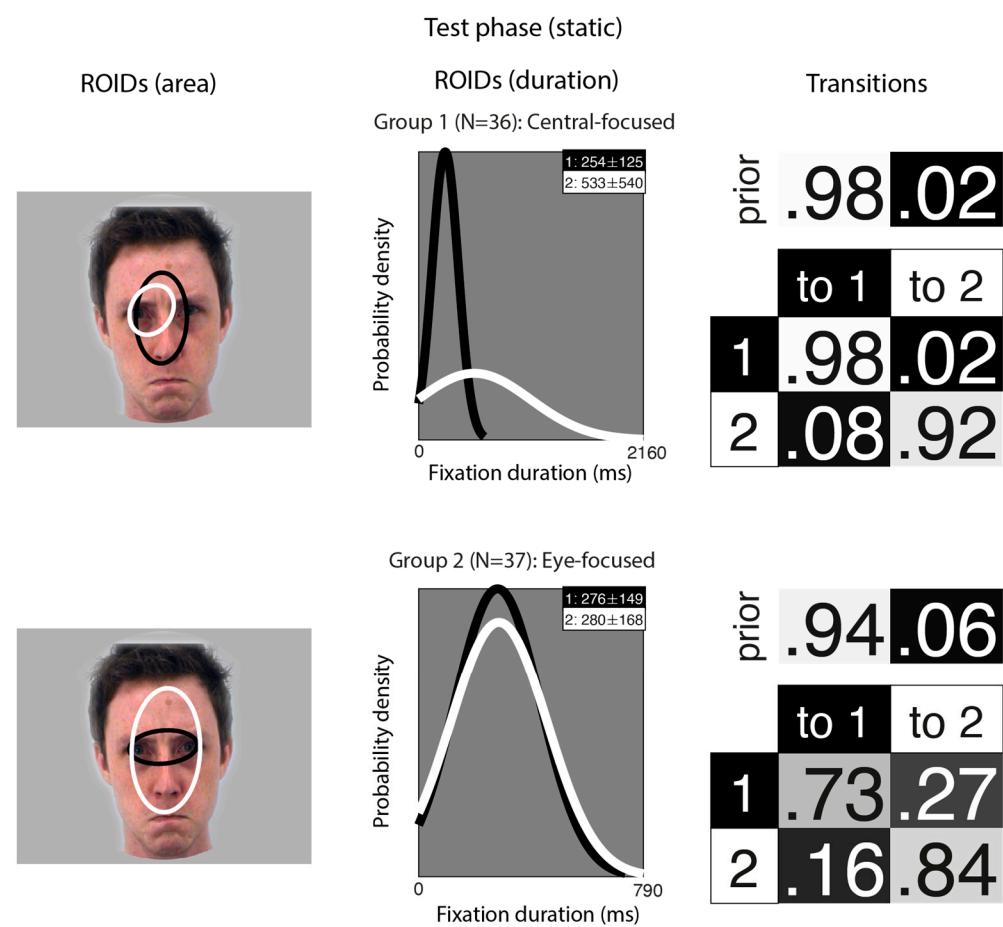 Test phase (static)
ROIDs (area)
ROIDs (duration)
Transitions
Group 1 (N=36): Central-focused
1: 254±125
2: 533±540
Probability density
0
2160
Fixation duration (ms)
prior .98 .02
to 1 to 2
1 .98 .02
2 .08 .92
Group 2 (N=37): Eye-focused
1: 276±149
2: 280±168
Probability density
0
790
Fixation duration (ms)
prior .94 .06
to 1 to 2
1 .73 .27
2 .16 .84